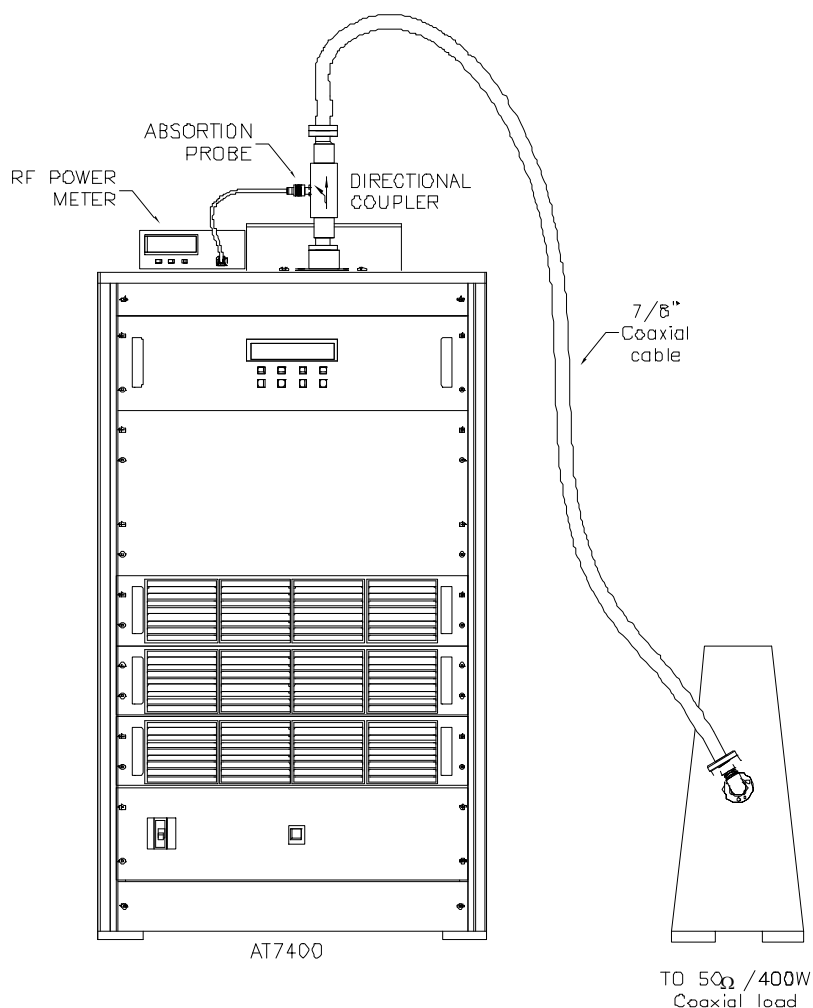 ABSORTION
PROBE
RF POWER
METER
DIRECTIONAL
COUPLER
7/8"
Coaxial
cable
AT7400
TO 50Ω /400W
Coaxial load